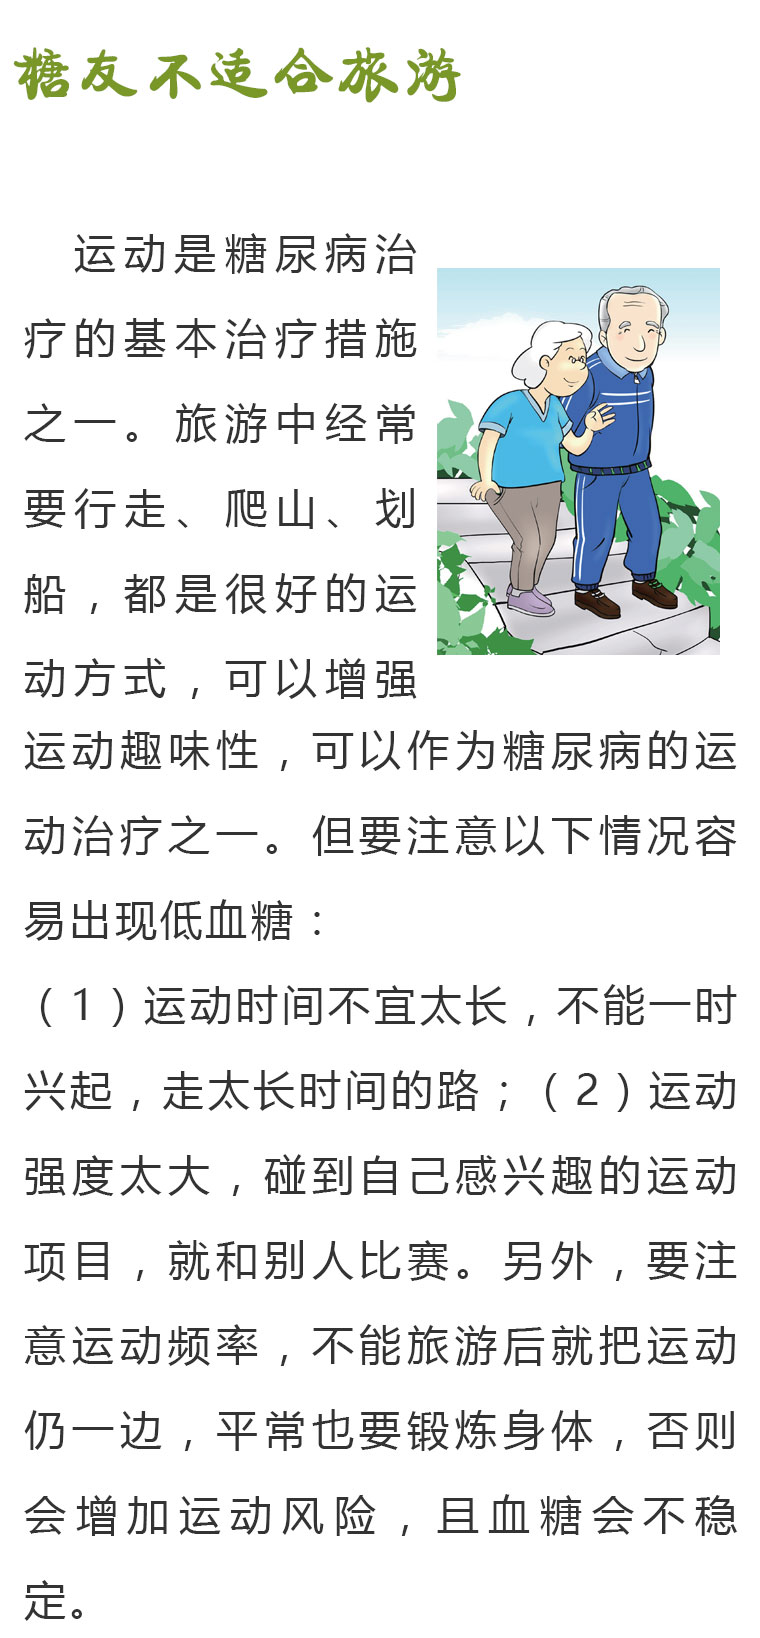 糖友不适合旅游
运动是糖尿病治
疗的基本治疗措施
之一。旅游中经常
要行走、爬山、划
船，都是很好的运
动方式，可以增强
运动趣味性，可以作为糖尿病的运
动治疗之一。但要注意以下情况容
易出现低血糖：
（1）运动时间不宜太长，不能一时
兴起，走太长时间的路；（2）运动
强度太大，碰到自己感兴趣的运动
项目，就和别人比赛。另外，要注
意运动频率，不能旅游后就把运动
仍一边，平常也要锻炼身体，否则
会增加运动风险，且血糖会不稳
定。